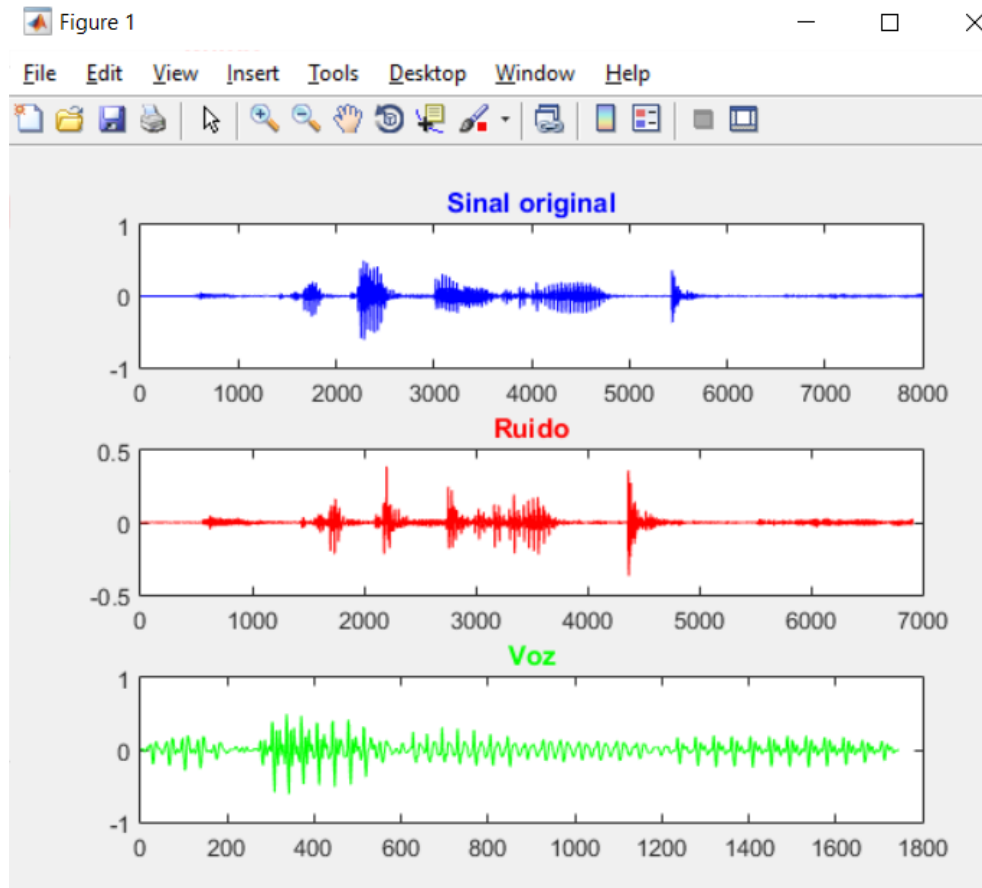 Figure 1
File Edit View Insert Tools Desktop Window Help
Sinal original
1
0
-1
0 1000 2000 3000 4000 5000 6000 7000 8000
Ruido
0.5
0
-0.5
0 1000 2000 3000 4000 5000 6000 7000
Voz
1
0
-1
0 200 400 600 800 1000 1200 1400 1600 1800